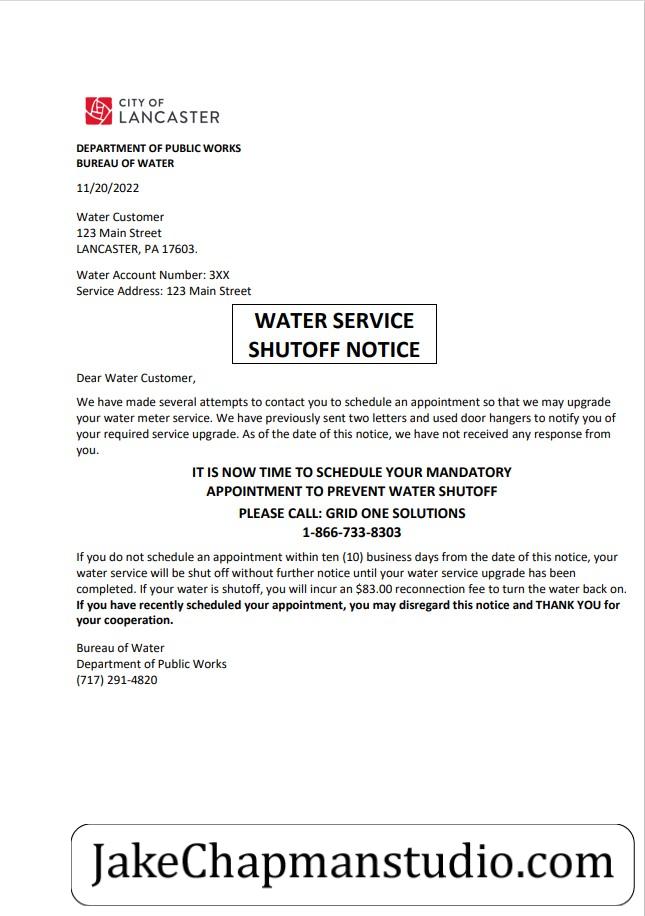 CITY OF
LANCASTER
DEPARTMENT OF PUBLIC WORKS
BUREAU OF WATER
11/20/2022
Water Customer
123 Main Street
LANCASTER, PA 17603.
Water Account Number: 3XX
Service Address: 123 Main Street
WATER SERVICE
SHUTOFF NOTICE
Dear Water Customer,
We have made several attempts to contact you to schedule an appointment so that we may upgrade
your water meter service. We have previously sent two letters and used door hangers to notify you of
your required service upgrade. As of the date of this notice, we have not received any response from
you.
IT IS NOW TIME TO SCHEDULE YOUR MANDATORY
APPOINTMENT TO PREVENT WATER SHUTOFF
PLEASE CALL: GRID ONE SOLUTIONS
1-866-733-8303
If you do not schedule an appointment within ten (10) business days from the date of this notice, your
water service will be shut off without further notice until your water service upgrade has been
completed. If your water is shutoff, you will incur an $83.00 reconnection fee to turn the water back on.
If you have recently scheduled your appointment, you may disregard this notice and THANK YOU for
your cooperation.
Bureau of Water
Department of Public Works
(717) 291-4820
JakeChapmanstudio.com